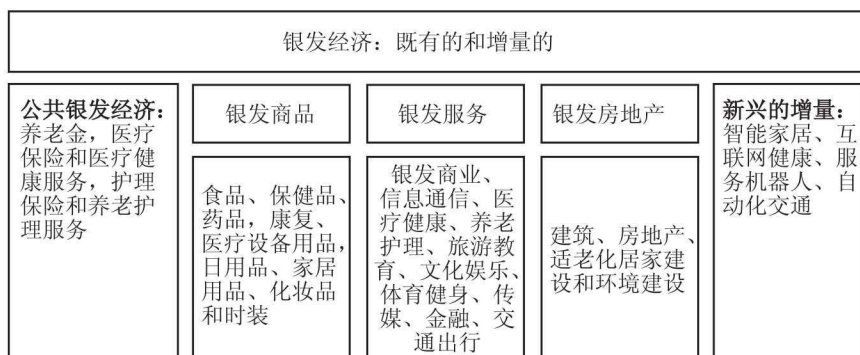 银发经济：既有的和增量的
公共银发经济：
养老金，医疗
保险和医疗健
康服务，护理
保险和养老护
理服务
银发商品
食品、保健品、
药品，康复、
医疗设备用品，
日用品、家居
用品、化妆品
和时装
银发服务
银发商业、
信息通信、医
疗健康、养老
护理、旅游教
育、文化娱乐、
体育健身、传
媒、金融、交
通出行
银发房地产
建筑、房地产、
适老化居家建
设和环境建设
新兴的增量：
智能家居、互
联网健康、服
务机器人、自
动化交通